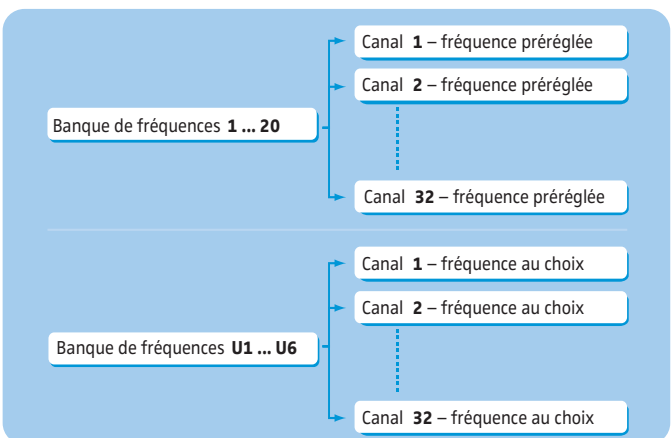 Canal 1 – fréquence préréglée
Canal 2 – fréquence préréglée
Banque de fréquences 1 ... 20
Canal 32 – fréquence préréglée
Canal 1 – fréquence au choix
Canal 2 – fréquence au choix
Banque de fréquences U1 ... U6
Canal 32 – fréquence au choix